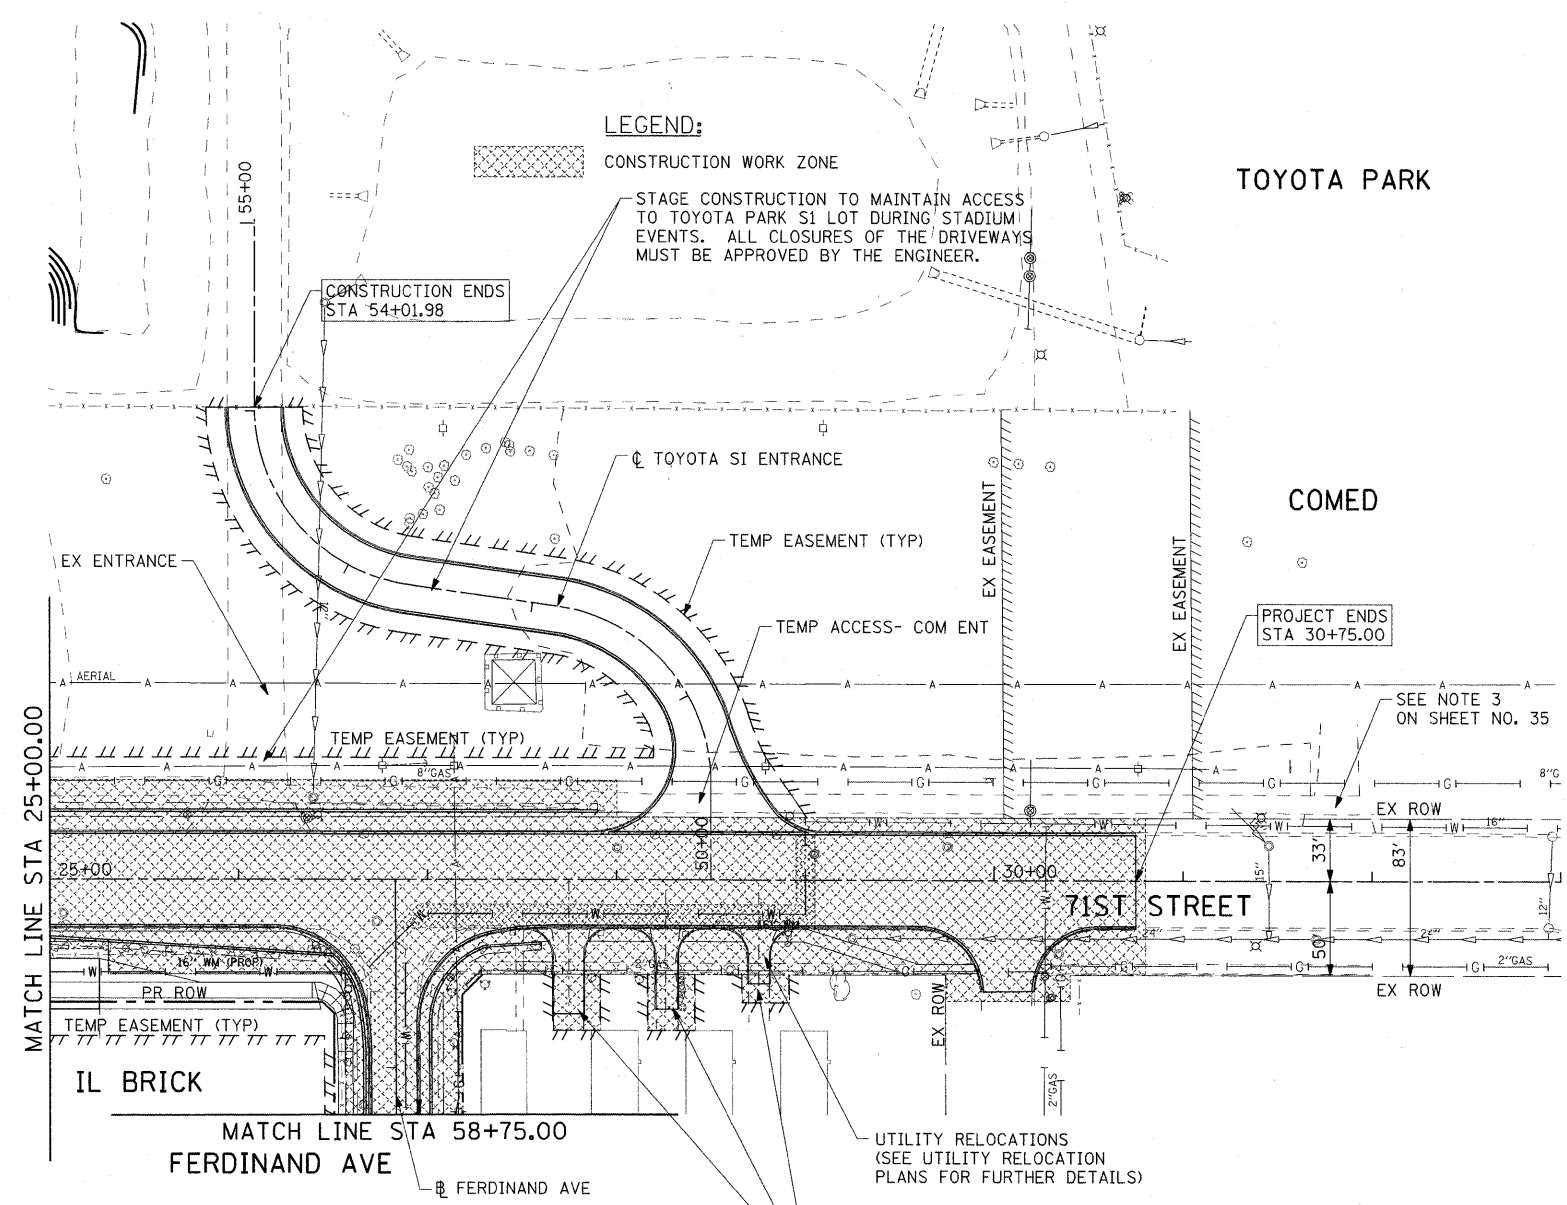 LEGEND:
CONSTRUCTION WORK ZONE
TOYOTA PARK
55+00
STAGE CONSTRUCTION TO MAINTAIN ACCESS
TO TOYOTA PARK S1 LOT DURING STADIUM
EVENTS. ALL CLOSURES OF THE DRIVEWAYS
MUST BE APPROVED BY THE ENGINEER.
CONSTRUCTION ENDS
STA 54+01.98
℄ TOYOTA SI ENTRANCE
COMED
EX EASEMENT
EX EASEMENT
TEMP EASEMENT (TYP)
EX ENTRANCE
PROJECT ENDS
STA 30+75.00
TEMP ACCESS- COM ENT
A AERIAL A A A A A A A A A A A A A A A A A
SEE NOTE 3
ON SHEET NO. 35
TEMP EASEMENT (TYP)
A A A A A A A A A A A
8"GAS
G G G G G G G G
8"G
EX ROW
W W W W
16"
MATCH LINE STA 25+00.00
25+00
50+00
30+00
33'
83'
50'
15"
12"
71ST STREET
W W W
24"
24"
16" WM (PROP)
W W
2"GAS
G G G
2"GAS
EX ROW
PR ROW
TEMP EASEMENT (TYP)
EX ROW
2"GAS
IL BRICK
MATCH LINE STA 58+75.00
FERDINAND AVE
UTILITY RELOCATIONS
(SEE UTILITY RELOCATION
PLANS FOR FURTHER DETAILS)
B FERDINAND AVE